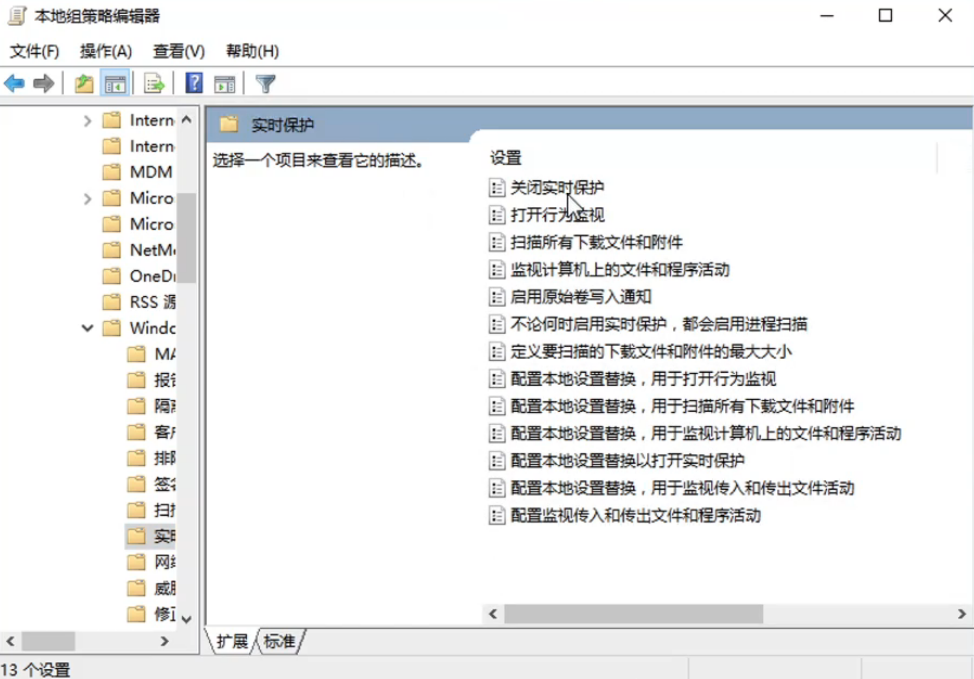 本地组策略编辑器
文件(F) 操作(A) 查看(V) 帮助(H)
Intern
Intern
MDM
Micro
Micro
NetMe
OneDr
RSS 源
Windo
MA
报
隔离
客户
排除
签名
扫描
实时
网络
威胁
修正
实时保护
选择一个项目来查看它的描述。
设置
关闭实时保护
打开行为监视
扫描所有下载文件和附件
监视计算机上的文件和程序活动
启用原始卷写入通知
不论何时启用实时保护，都会启用进程扫描
定义要扫描的下载文件和附件的最大大小
配置本地设置替换，用于打开行为监视
配置本地设置替换，用于扫描所有下载文件和附件
配置本地设置替换，用于监视计算机上的文件和程序活动
配置本地设置替换以打开实时保护
配置本地设置替换，用于监视传入和传出文件活动
配置监视传入和传出文件和程序活动
扩展 标准
13 个设置